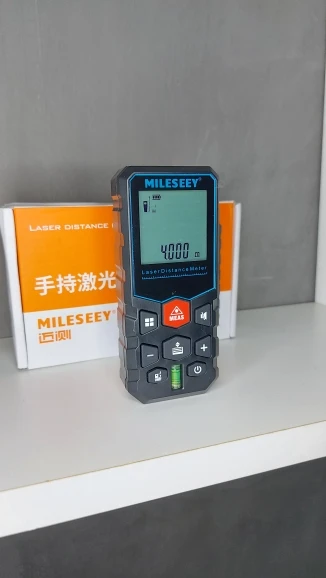 MILESEEY®
4.000 m
Laser Distance Meter
MEAS
LASER DISTANCE
手持激光
MILESEEY
迈测